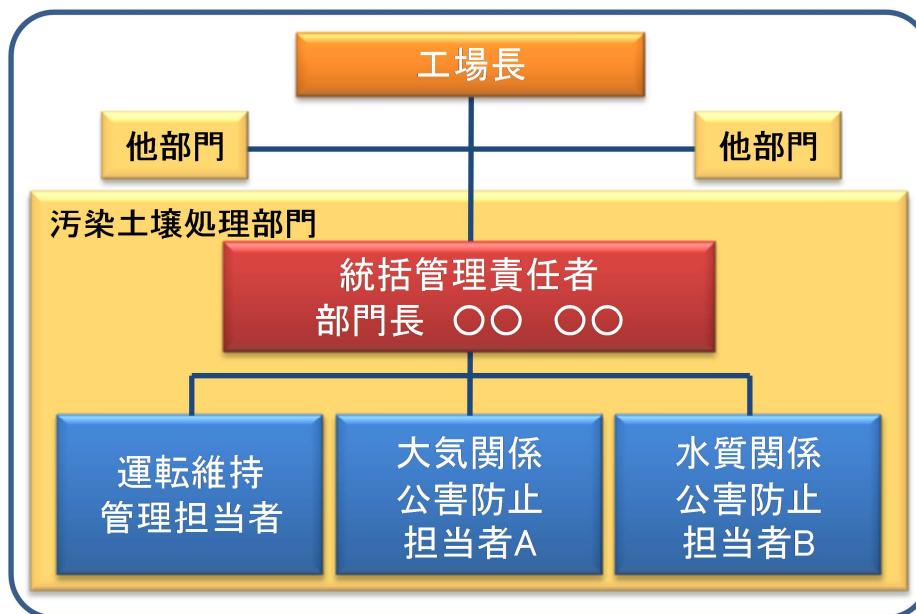 工場長
他部門
他部門
汚染土壌処理部門
統括管理責任者
部門長　○○　○○
運転維持
管理担当者
大気関係
公害防止
担当者A
水質関係
公害防止
担当者B